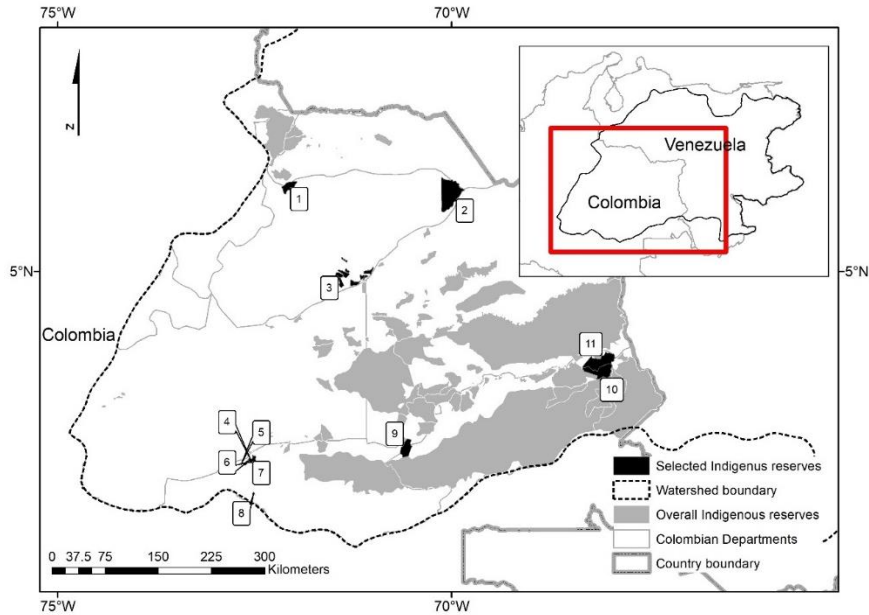 75°W
70°W
N
Venezuela
Colombia
1
2
5°N
5°N
3
Colombia
11
10
4
5
9
6
7
8
Selected Indigenus reserves
Watershed boundary
Overall Indigenous reserves
Colombian Departments
Country boundary
0 37.5 75 150 225 300
Kilometers
75°W
70°W